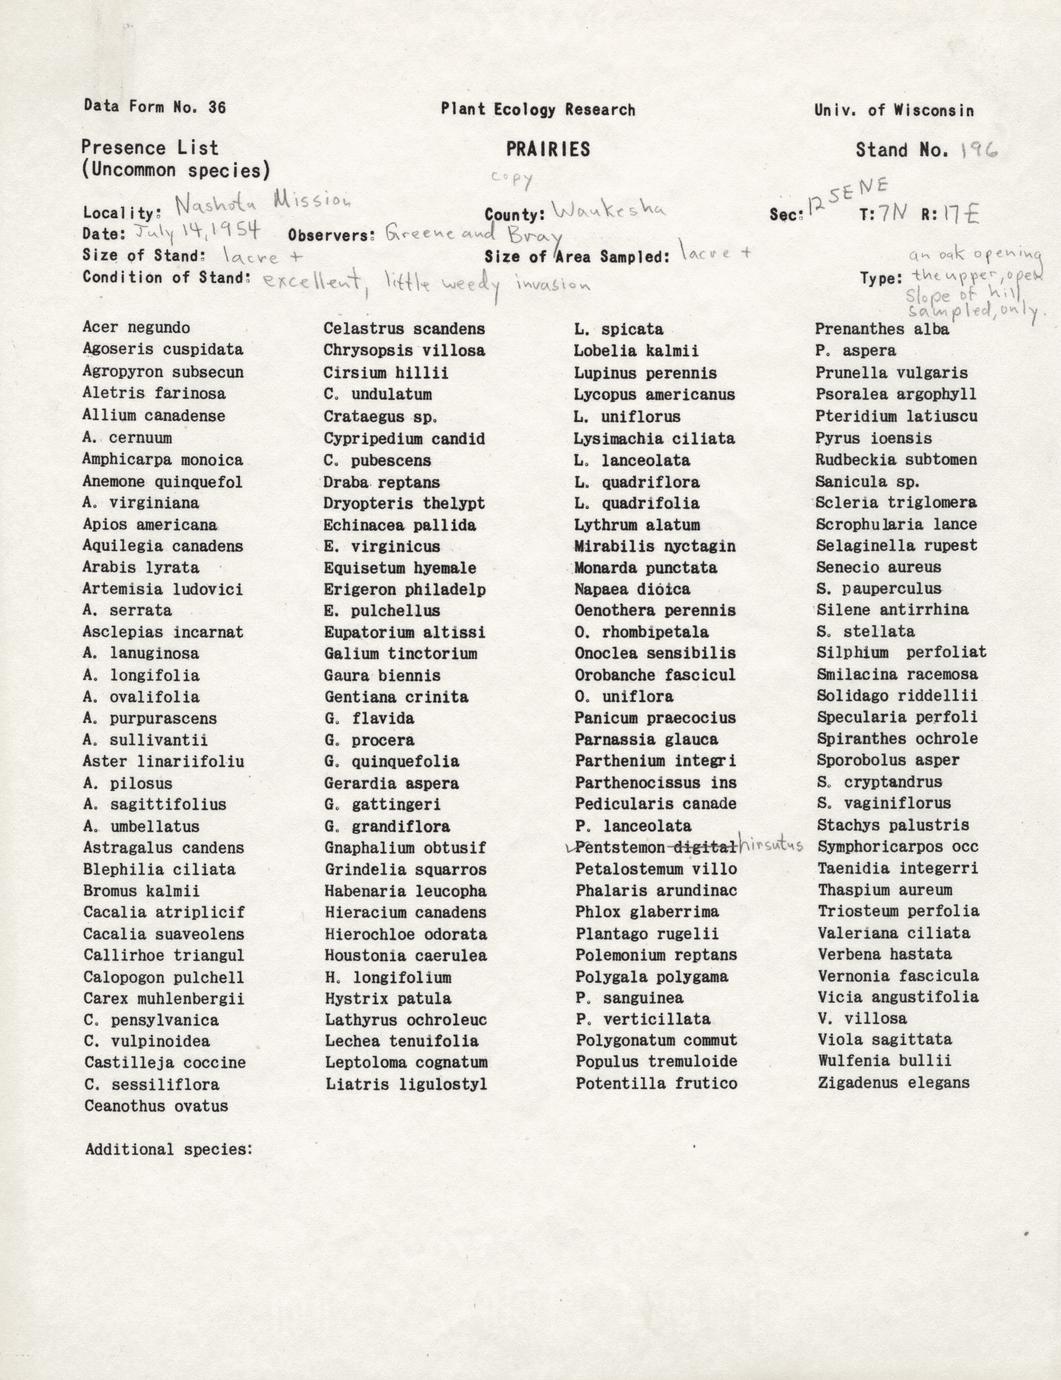 Data Form No. 36 Plant Ecology Research Univ. of Wisconsin
Presence List PRAIRIES Stand No. 196
(Uncommon species) copy
Locality: Nashota Mission County: Waukesha Sec: 12 SE NE T: 7N R: 17E
Date: July 14, 1954 Observers: Greene and Bray
Size of Stand: 1acre + Size of Area Sampled: 1acre +
Condition of Stand: excellent, little weedy invasion Type: an oak opening
the upper, open
slope of hill
sampled, only.
Acer negundo
Agoseris cuspidata
Agropyron subsecun
Aletris farinosa
Allium canadense
A. cernuum
Amphicarpa monoica
Anemone quinquefol
A. virginiana
Apios americana
Aquilegia canadens
Arabis lyrata
Artemisia ludovici
A. serrata
Asclepias incarnat
A. lanuginosa
A. longifolia
A. ovalifolia
A. purpurascens
A. sullivantii
Aster linariifoliu
A. pilosus
A. sagittifolius
A. umbellatus
Astragalus candens
Blephilia ciliata
Bromus kalmii
Cacalia atriplicif
Cacalia suaveolens
Callirhoe triangul
Calopogon pulchell
Carex muhlenbergii
C. pensylvanica
C. vulpinoidea
Castilleja coccine
C. sessiliflora
Ceanothus ovatus
Celastrus scandens
Chrysopsis villosa
Cirsium hillii
C. undulatum
Crataegus sp.
Cypripedium candid
C. pubescens
Draba reptans
Dryopteris thelypt
Echinacea pallida
E. virginicus
Equisetum hyemale
Erigeron philadelp
E. pulchellus
Eupatorium altissi
Galium tinctorium
Gaura biennis
Gentiana crinita
G. flavida
G. procera
G. quinquefolia
Gerardia aspera
G. gattingeri
G. grandiflora
Gnaphalium obtusif
Grindelia squarros
Habenaria leucopha
Hieracium canadens
Hierochloe odorata
Houstonia caerulea
H. longifolium
Hystrix patula
Lathyrus ochroleuc
Lechea tenuifolia
Leptoloma cognatum
Liatris ligulostyl
L. spicata
Lobelia kalmii
Lupinus perennis
Lycopus americanus
L. uniflorus
Lysimachia ciliata
L. lanceolata
L. quadriflora
L. quadrifolia
Lythrum alatum
Mirabilis nyctagin
Monarda punctata
Napaea dioica
Oenothera perennis
O. rhombipetala
Onoclea sensibilis
Orobanche fascicul
O. uniflora
Panicum praecocius
Parnassia glauca
Parthenium integri
Parthenocissus ins
Pedicularis canade
P. lanceolata
✓Pentstemon digital hirsutus
Petalostemum villo
Phalaris arundinac
Phlox glaberrima
Plantago rugelii
Polemonium reptans
Polygala polygama
P. sanguinea
P. verticillata
Polygonatum commut
Populus tremuloide
Potentilla frutico
Prenanthes alba
P. aspera
Prunella vulgaris
Psoralea argophyll
Pteridium latiuscu
Pyrus ioensis
Rudbeckia subtomen
Sanicula sp.
Scleria triglomera
Scrophularia lance
Selaginella rupest
Senecio aureus
S. pauperculus
Silene antirrhina
S. stellata
Silphium perfoliat
Smilacina racemosa
Solidago riddellii
Specularia perfoli
Spiranthes ochrole
Sporobolus asper
S. cryptandrus
S. vaginiflorus
Stachys palustris
Symphoricarpos occ
Taenidia integerri
Thaspium aureum
Triosteum perfolia
Valeriana ciliata
Verbena hastata
Vernonia fascicula
Vicia angustifolia
V. villosa
Viola sagittata
Wulfenia bullii
Zigadenus elegans
Additional species: